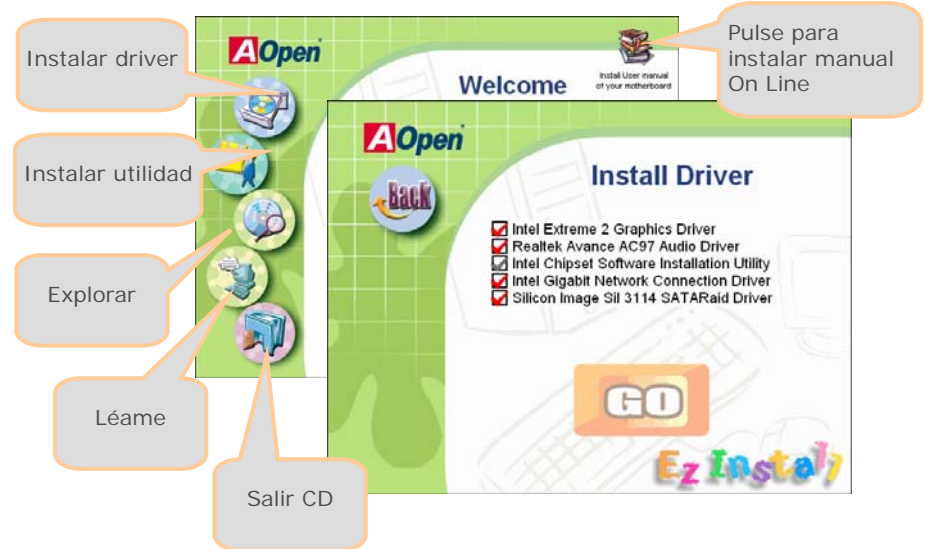 Instalar driver
Instalar utilidad
Explorar
Léame
Salir CD
Pulse para
instalar manual
On Line
AOpen
Welcome
Install User manual
of your motherboard
AOpen
Back
Install Driver
Intel Extreme 2 Graphics Driver
Realtek Avance AC97 Audio Driver
Intel Chipset Software Installation Utility
Intel Gigabit Network Connection Driver
Silicon Image Sil 3114 SATARaid Driver
GO
Ez Install